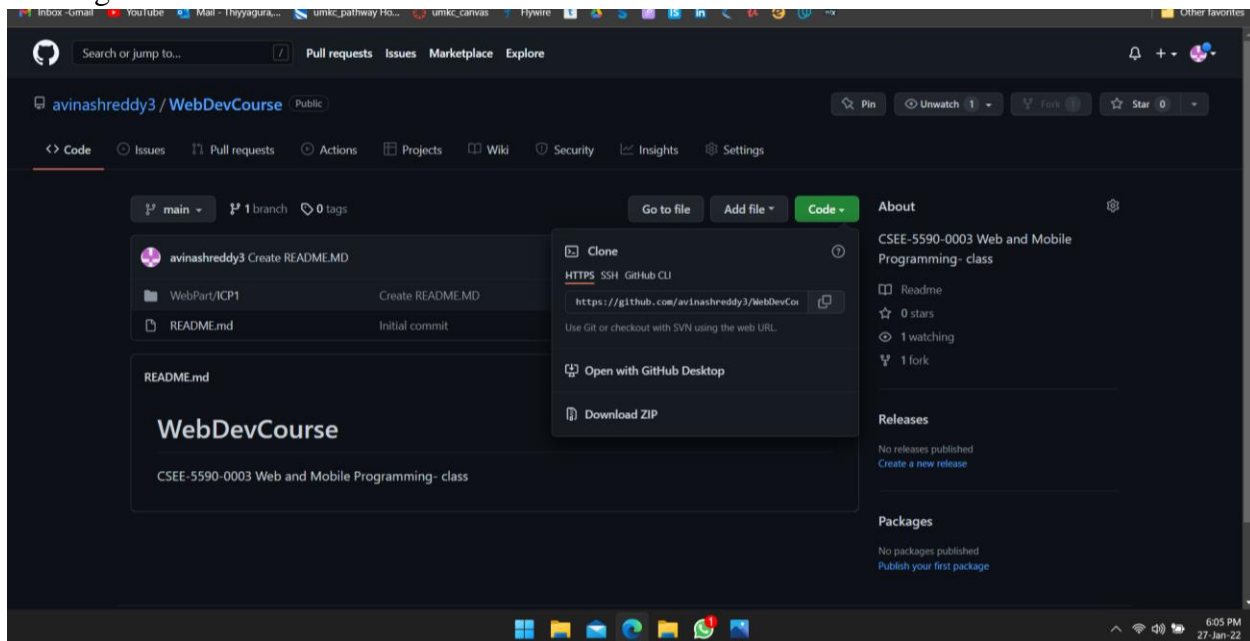 Inbox -Gmail YouTube Mail - Thiyyagura,... umkc_pathway Ho... umkc_canvas Flywire Other favorites
Search or jump to... / Pull requests Issues Marketplace Explore
avinashreddy3 / WebDevCourse Public Pin Unwatch 1 Fork 1 Star 0
Code Issues Pull requests Actions Projects Wiki Security Insights Settings
main 1 branch 0 tags Go to file Add file Code About
CSEE-5590-0003 Web and Mobile
Programming- class
avinashreddy3 Create README.MD Clone
HTTPS SSH GitHub CLI
WebPart/ICP1 Create README.MD https://github.com/avinashreddy3/WebDevCou Readme
0 stars
README.md Initial commit Use Git or checkout with SVN using the web URL.
1 watching
1 fork
README.md Open with GitHub Desktop
Download ZIP
WebDevCourse
CSEE-5590-0003 Web and Mobile Programming- class
Releases
No releases published
Create a new release
Packages
No packages published
Publish your first package
6:05 PM
27-Jan-22